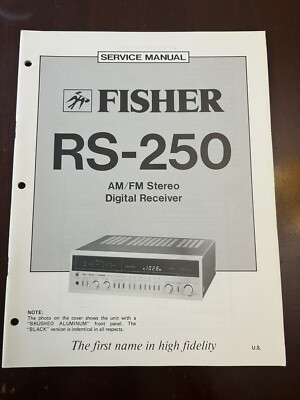 SERVICE MANUAL
FISHER
RS-250
AM/FM Stereo
Digital Receiver
NOTE:
The photo on the cover shows the unit with a
"BRUSHED ALUMINUM" front panel. The
"BLACK" version is indentical in all respects.
The first name in high fidelity
U.S.